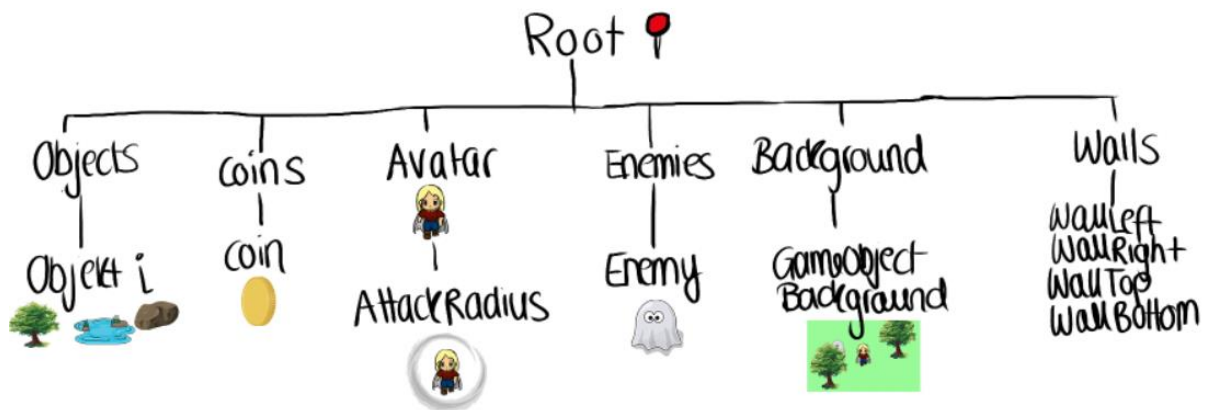 Root
Objects
coins
Avatar
Enemies
Background
Walls
Objekt i
coin
AttackRadius
Enemy
GameObject
Background
WallLeft
WallRight
WallTop
WallBottom